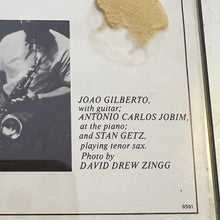 JOAO GILBERTO,
with guitar;
ANTONIO CARLOS JOBIM,
at the piano;
and STAN GETZ,
playing tenor sax.
Photo by
DAVID DREW ZINGG
0501